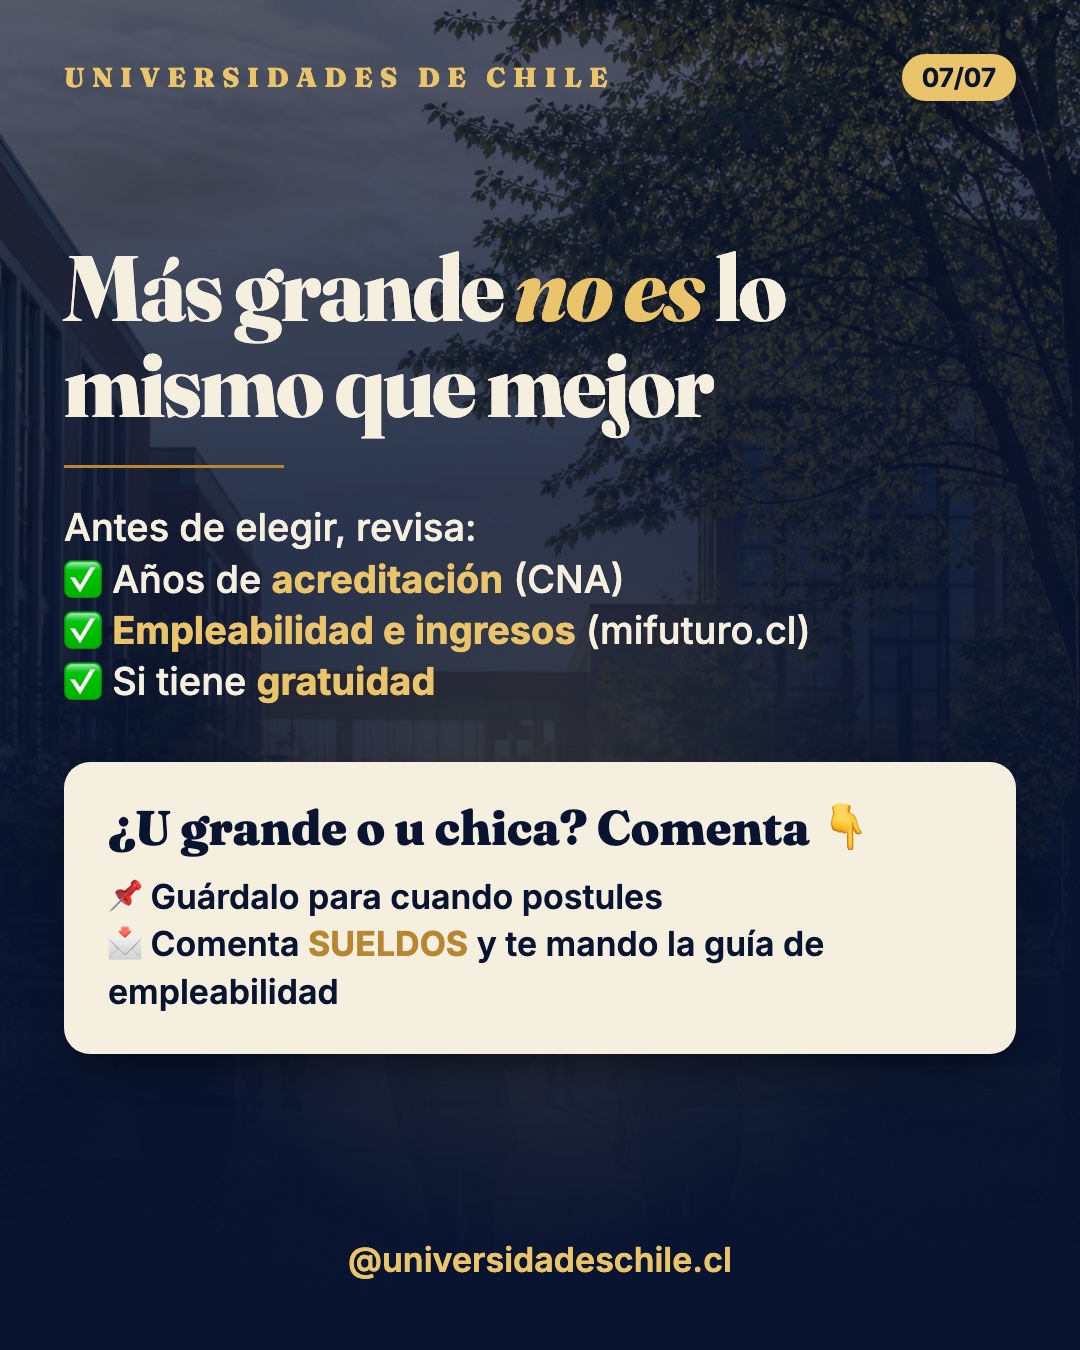 UNIVERSIDADES DE CHILE
07/07
Más grande no es lo
mismo que mejor
Antes de elegir, revisa:
✅ Años de acreditación (CNA)
✅ Empleabilidad e ingresos (mifuturo.cl)
✅ Si tiene gratuidad
¿U grande o u chica? Comenta 👇
📌 Guárdalo para cuando postules
📩 Comenta SUELDOS y te mando la guía de
empleabilidad
@universidadeschile.cl